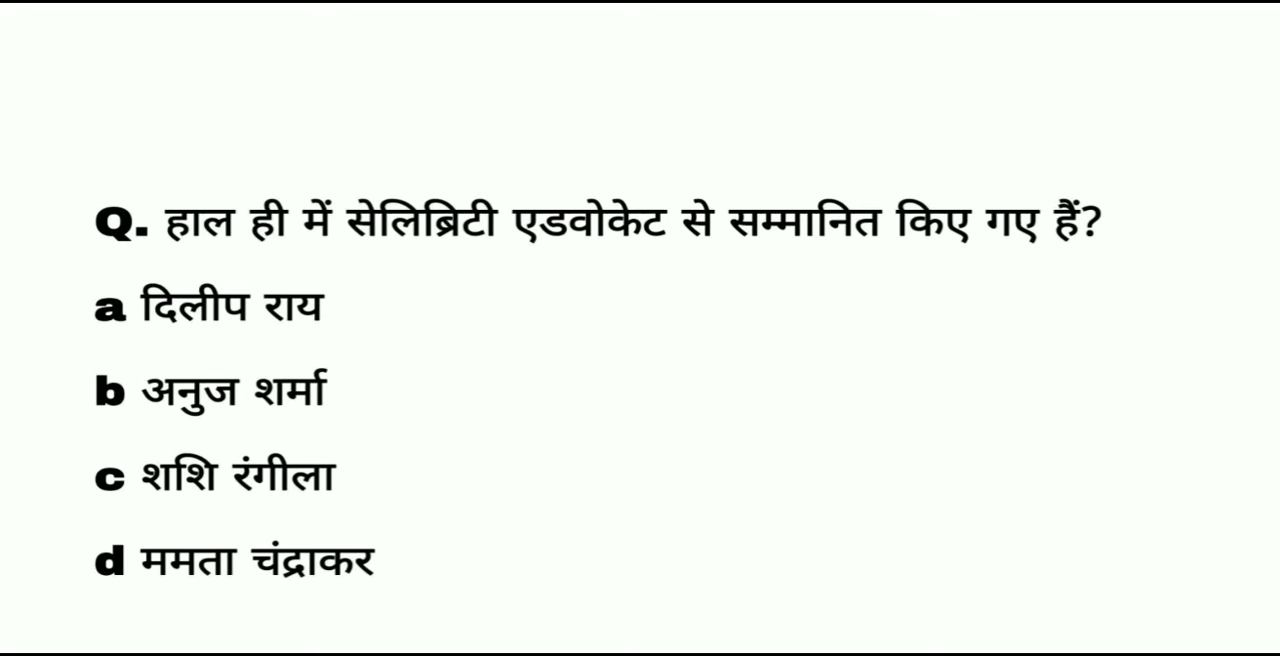 Q. हाल ही में सेलिब्रिटी एडवोकेट से सम्मानित किए गए हैं?
a दिलीप राय
b अनुज शर्मा
c शशि रंगीला
d ममता चंद्राकर